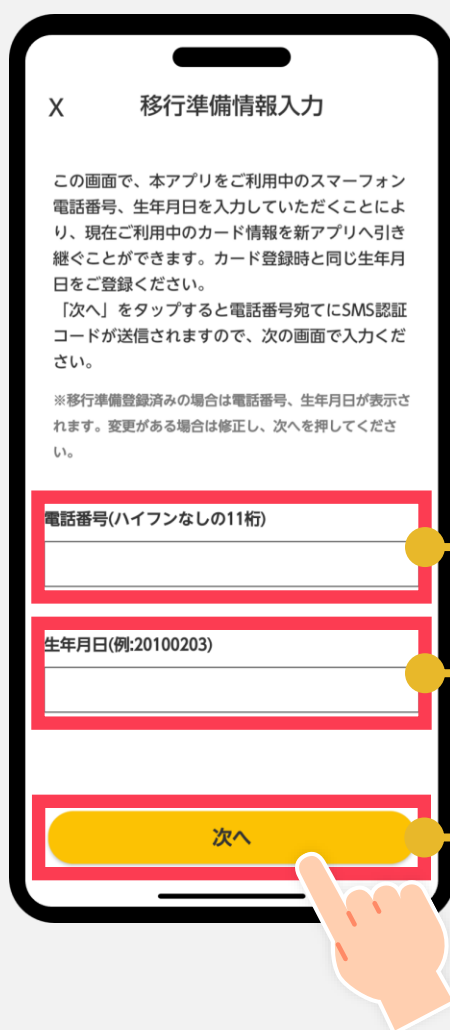 X 移行準備情報入力
この画面で、本アプリをご利用中のスマーフォン
電話番号、生年月日を入力していただくことによ
り、現在ご利用中のカード情報を新アプリへ引き
継ぐことができます。カード登録時と同じ生年月
日をご登録ください。
「次へ」をタップすると電話番号宛てにSMS認証
コードが送信されますので、次の画面で入力くだ
さい。
※移行準備登録済みの場合は電話番号、生年月日が表示さ
れます。変更がある場合は修正し、次へを押してくださ
い。
電話番号(ハイフンなしの11桁)
生年月日(例:20100203)
次へ